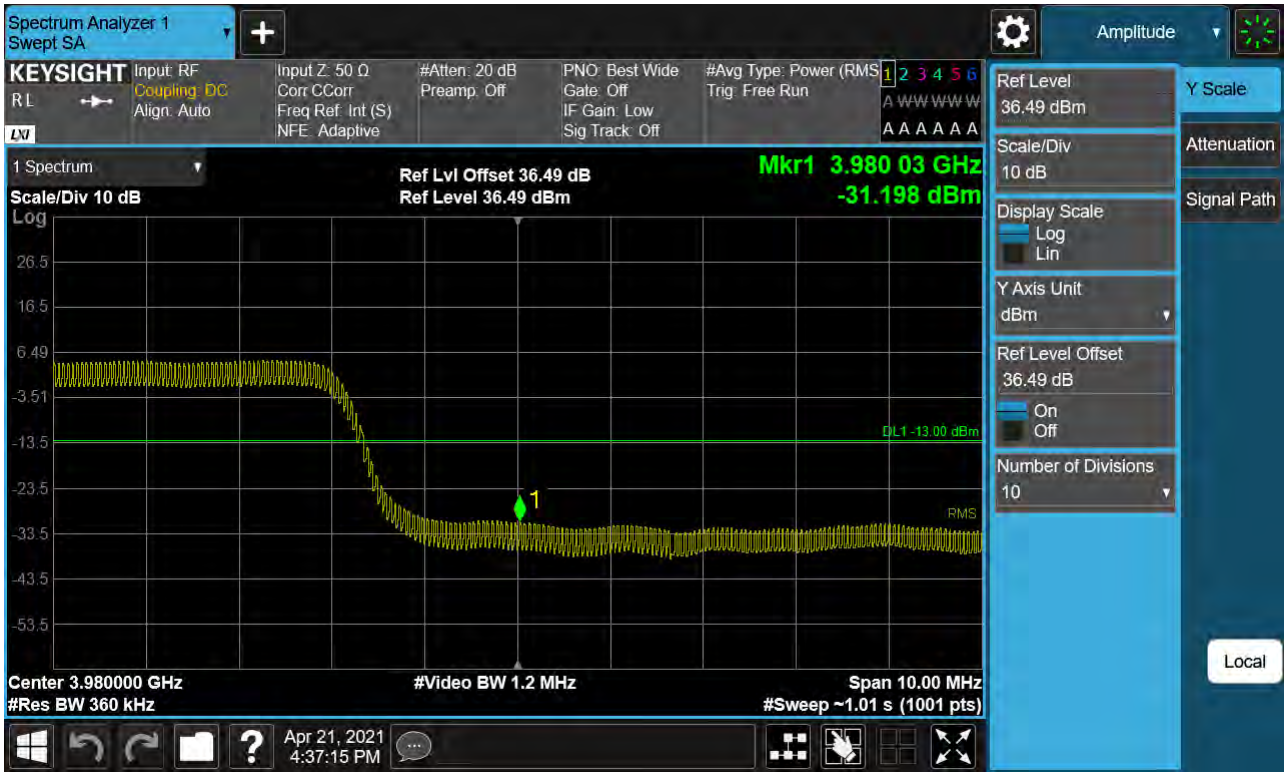 Spectrum Analyzer 1
Swept SA
+
Amplitude
KEYSIGHT
RL
LXI
Input: RF
Coupling: DC
Align: Auto
Input Z: 50 Ω
Corr CCorr
Freq Ref: Int (S)
NFE: Adaptive
#Atten: 20 dB
Preamp: Off
PNO: Best Wide
Gate: Off
IF Gain: Low
Sig Track: Off
#Avg Type: Power (RMS
Trig: Free Run
1 2 3 4 5 6
A W W W W W
A A A A A A
1 Spectrum
Scale/Div 10 dB
Log
Ref Lvl Offset 36.49 dB
Ref Level 36.49 dBm
Mkr1 3.980 03 GHz
-31.198 dBm
26.5
16.5
6.49
-3.51
-13.5
-23.5
-33.5
-43.5
-53.5
DL1 -13.00 dBm
1
RMS
Center 3.980000 GHz
#Res BW 360 kHz
#Video BW 1.2 MHz
Span 10.00 MHz
#Sweep ~1.01 s (1001 pts)
Ref Level
36.49 dBm
Scale/Div
10 dB
Display Scale
Log
Lin
Y Axis Unit
dBm
Ref Level Offset
36.49 dB
On
Off
Number of Divisions
10
Y Scale
Attenuation
Signal Path
Local
?
Apr 21, 2021
4:37:15 PM